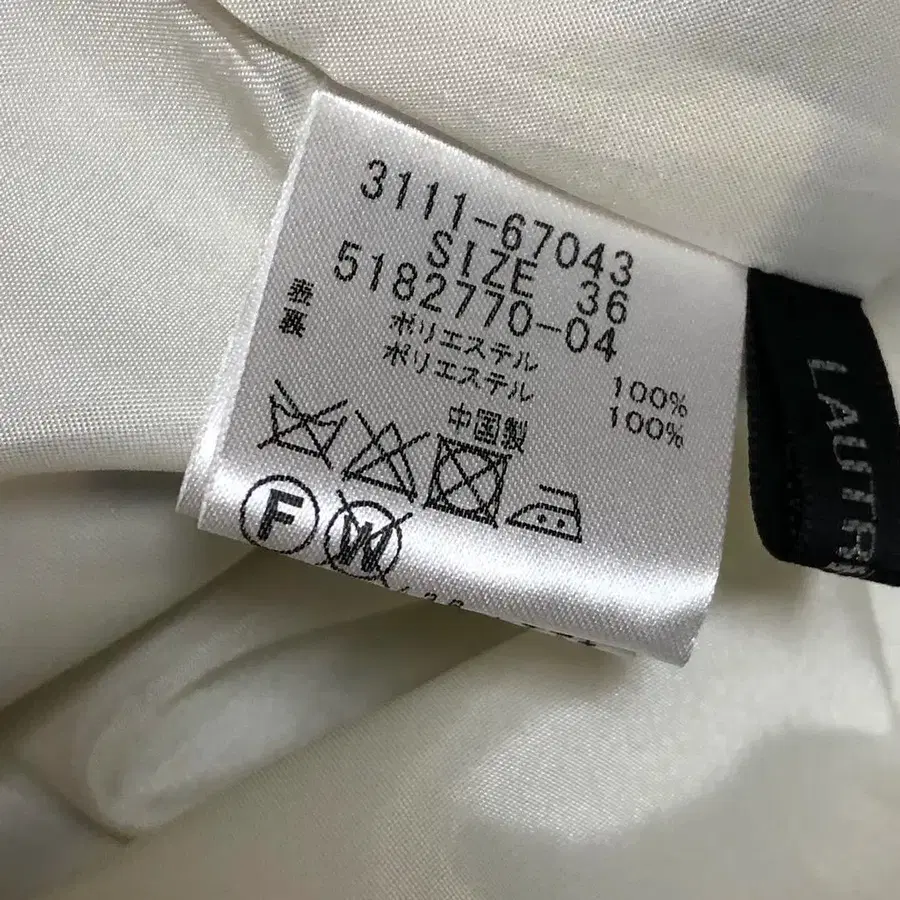 3111-67043
SIZE 36
5182770-04
表 ポリエステル 100%
裏 ポリエステル 100%
中国製
F
W
LAUTR